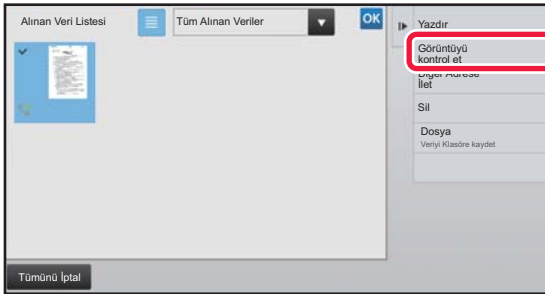 Alınan Veri Listesi
Tüm Alınan Veriler
OK
Yazdır
Görüntüyü
kontrol et
Diğer Adrese
İlet
Sil
Dosya
Veriyi Klasöre kaydet
Tümünü İptal